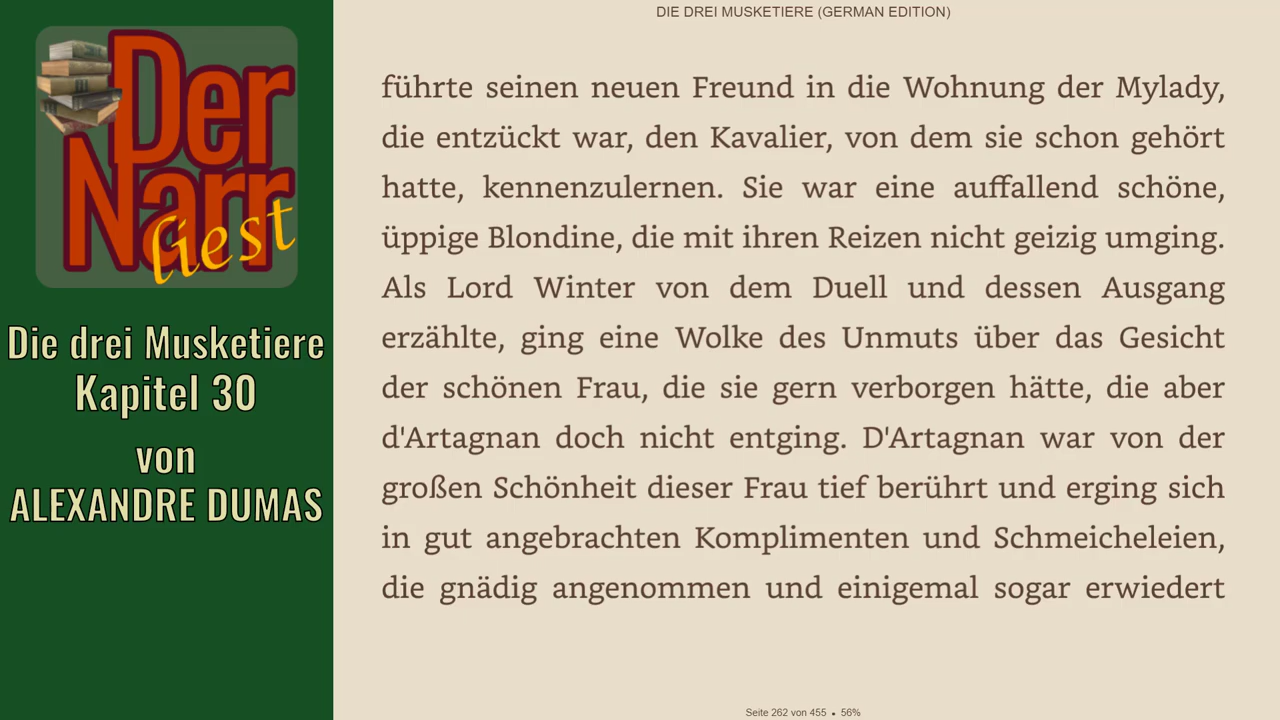 Der
Narr
liest
Die drei Musketiere
Kapitel 30
von
ALEXANDRE DUMAS
DIE DREI MUSKETIERE (GERMAN EDITION)
führte seinen neuen Freund in die Wohnung der Mylady,
die entzückt war, den Kavalier, von dem sie schon gehört
hatte, kennenzulernen. Sie war eine auffallend schöne,
üppige Blondine, die mit ihren Reizen nicht geizig umging.
Als Lord Winter von dem Duell und dessen Ausgang
erzählte, ging eine Wolke des Unmuts über das Gesicht
der schönen Frau, die sie gern verborgen hätte, die aber
d'Artagnan doch nicht entging. D'Artagnan war von der
großen Schönheit dieser Frau tief berührt und erging sich
in gut angebrachten Komplimenten und Schmeicheleien,
die gnädig angenommen und einigemal sogar erwiedert
Seite 262 von 455 • 56%